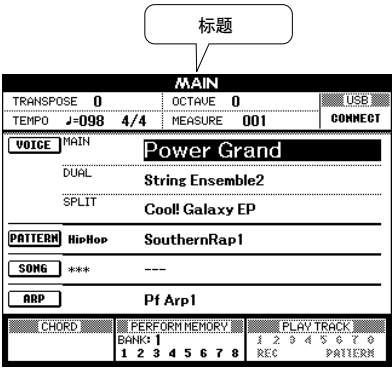 标题
MAIN
TRANSPOSE 0 OCTAVE 0 USB
TEMPO ♩=098 4/4 MEASURE 001 CONNECT
VOICE MAIN Power Grand
DUAL String Ensemble2
SPLIT Cool! Galaxy EP
PATTERN HipHop SouthernRap1
SONG *** ---
ARP Pf Arp1
CHORD PERFORM MEMORY PLAY TRACK
BANK: 1 1 2 3 4 5 6 7 8
1 2 3 4 5 6 7 8 REC PATTERN